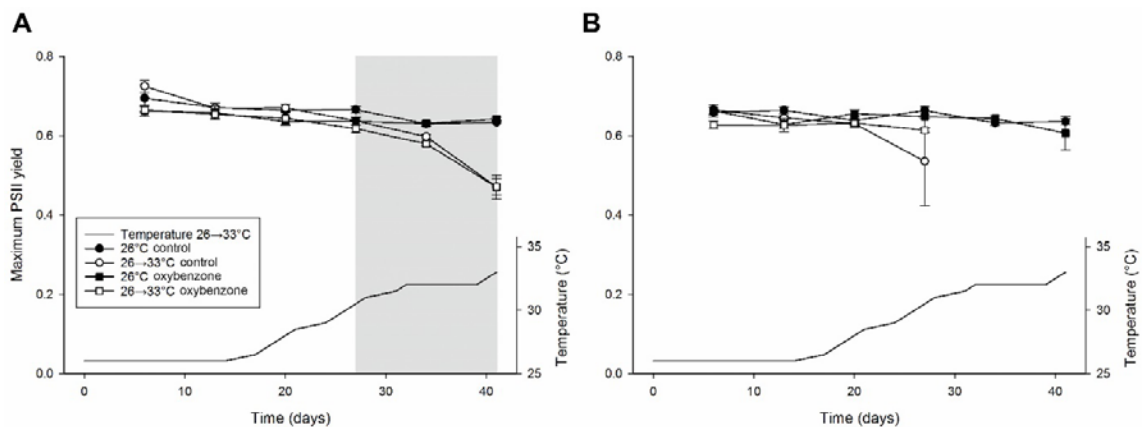 A
B
0.8
0.6
0.4
0.2
0.0
Maximum PSII yield
Temperature 26→33°C
26°C control
26→33°C control
26°C oxybenzone
26→33°C oxybenzone
35
30
25
Temperature (°C)
0 10 20 30 40
Time (days)
0.8
0.6
0.4
0.2
0.0
35
30
25
Temperature (°C)
0 10 20 30 40
Time (days)